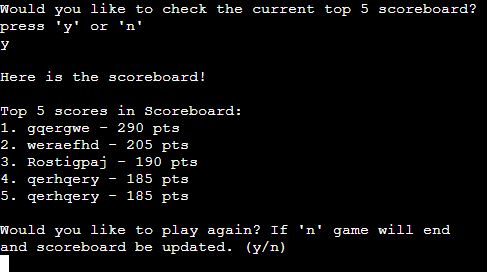 Would you like to check the current top 5 scoreboard?
press 'y' or 'n'
y
Here is the scoreboard!
Top 5 scores in Scoreboard:
1. gqergwe - 290 pts
2. weraefhd - 205 pts
3. Rostigpaj - 190 pts
4. qerhqery - 185 pts
5. qerhqery - 185 pts
Would you like to play again? If 'n' game will end
and scoreboard be updated. (y/n)